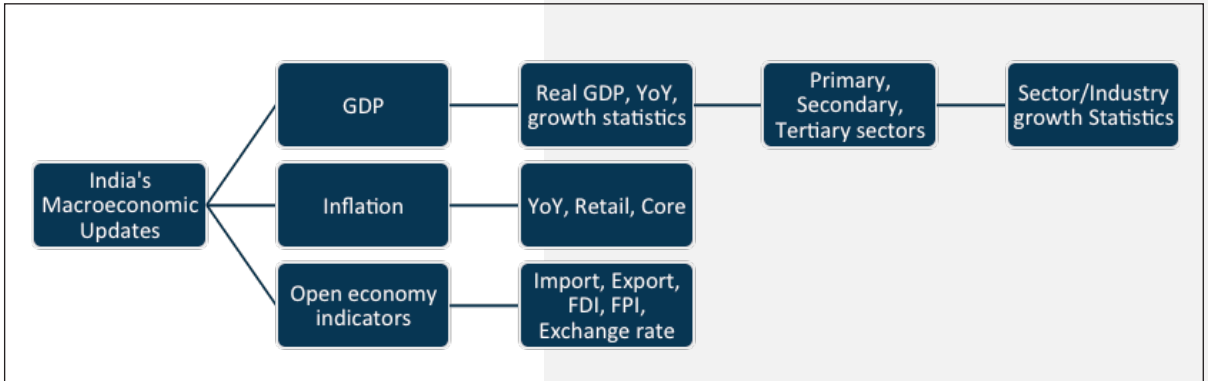 India's
Macroeconomic
Updates
GDP
Real GDP, YoY,
growth statistics
Primary,
Secondary,
Tertiary sectors
Sector/Industry
growth Statistics
Inflation
YoY, Retail, Core
Open economy
indicators
Import, Export,
FDI, FPI,
Exchange rate